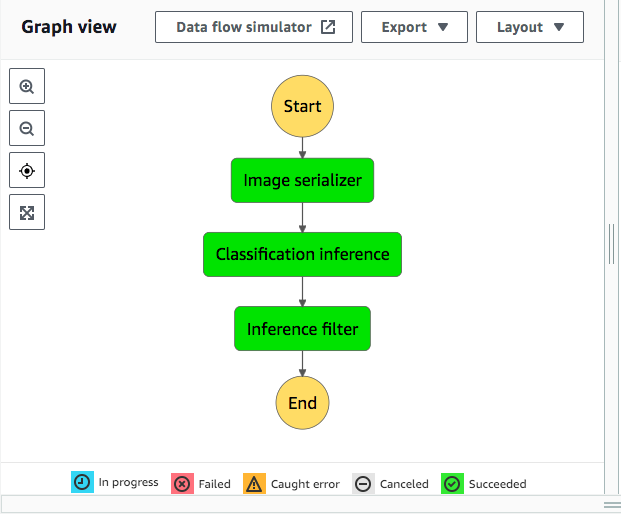 Graph view
Data flow simulator
Export
Layout
Start
Image serializer
Classification inference
Inference filter
End
In progress
Failed
Caught error
Canceled
Succeeded